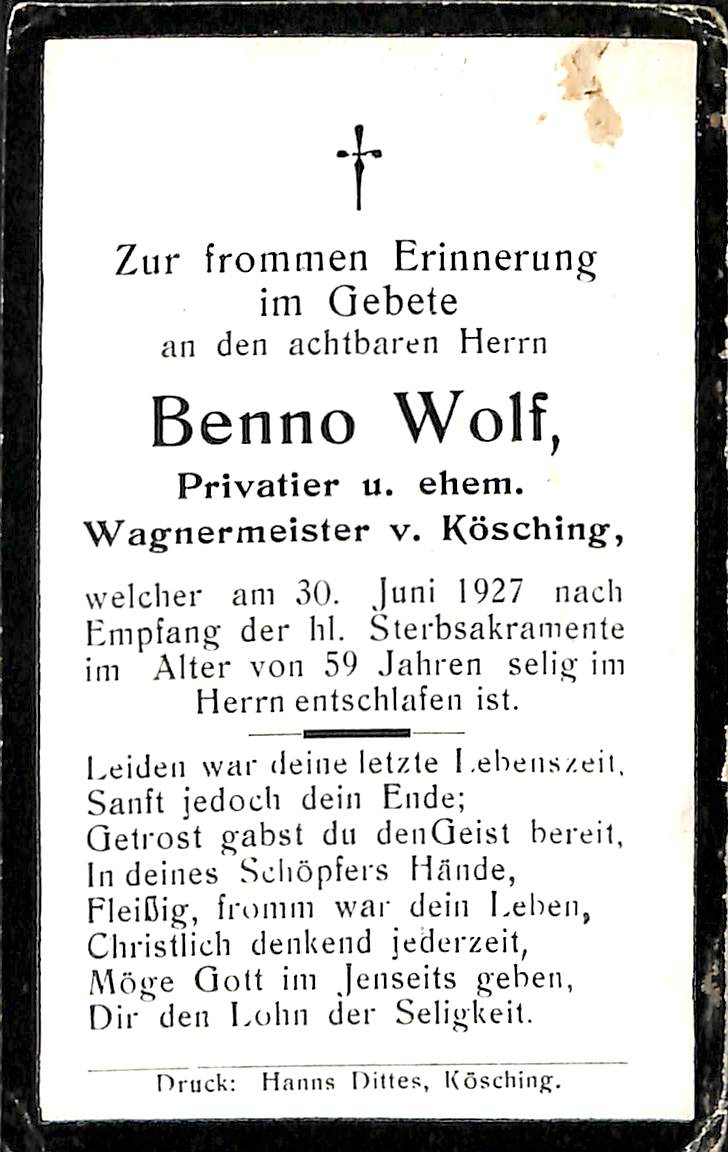 Zur frommen Erinnerung
im Gebete
an den achtbaren Herrn
Benno Wolf,
Privatier u. ehem.
Wagnermeister v. Kösching,
welcher am 30. Juni 1927 nach
Empfang der hl. Sterbsakramente
im Alter von 59 Jahren selig im
Herrn entschlafen ist.
Leiden war deine letzte Lebenszeit,
Sanft jedoch dein Ende;
Getrost gabst du den Geist bereit,
In deines Schöpfers Hände,
Fleißig, fromm war dein Leben,
Christlich denkend jederzeit,
Möge Gott im Jenseits geben,
Dir den Lohn der Seligkeit.
Druck: Hanns Dittes, Kösching.